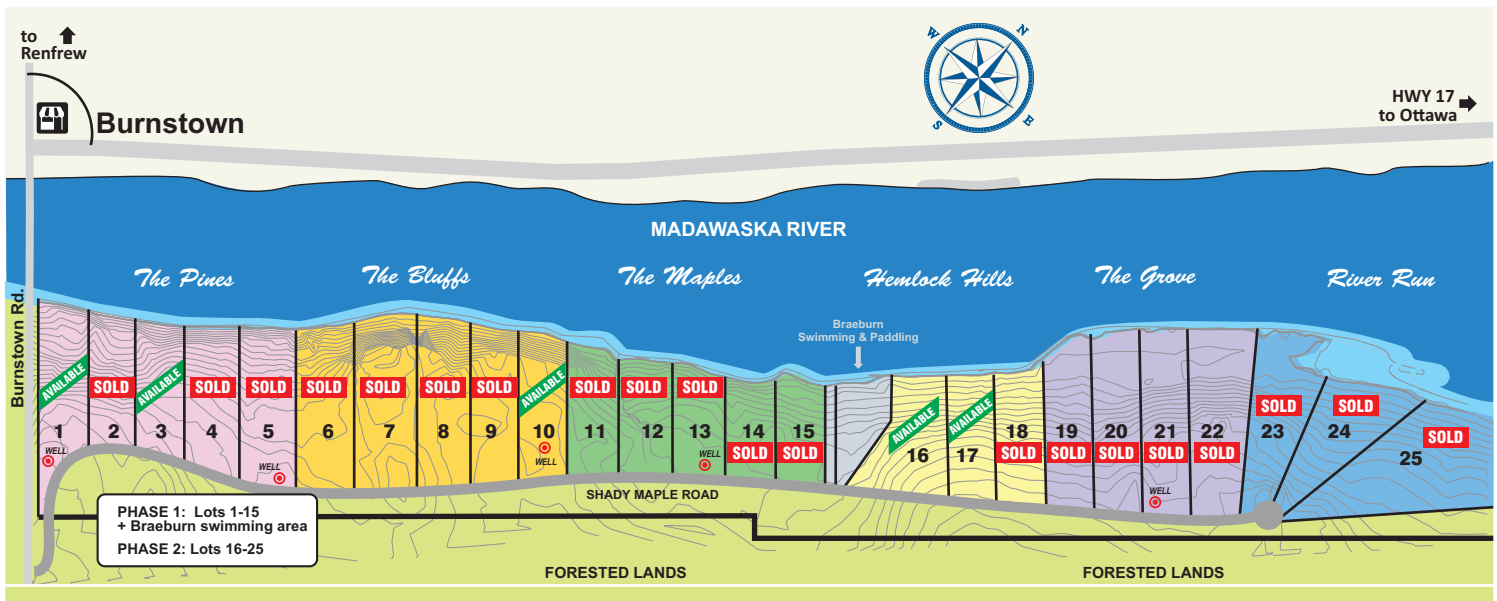 to
Renfrew
Burnstown
W
N
S
B
HWY 17
to Ottawa
MADAWASKA RIVER
The Pines
The Bluffs
The Maples
Hemlock Hills
The Grove
River Run
Burnstown Rd.
Braeburn
Swimming & Paddling
AVAILABLE
SOLD
AVAILABLE
SOLD
SOLD
SOLD
SOLD
SOLD
SOLD
AVAILABLE
SOLD
SOLD
SOLD
AVAILABLE
AVAILABLE
SOLD
SOLD
SOLD
1
2
3
4
5
6
7
8
9
10
11
12
13
14
15
16
17
18
19
20
21
22
23
24
25
SOLD
SOLD
SOLD
SOLD
SOLD
SOLD
SOLD
WELL
WELL
WELL
WELL
WELL
SHADY MAPLE ROAD
PHASE 1: Lots 1-15
+ Braeburn swimming area
PHASE 2: Lots 16-25
FORESTED LANDS
FORESTED LANDS